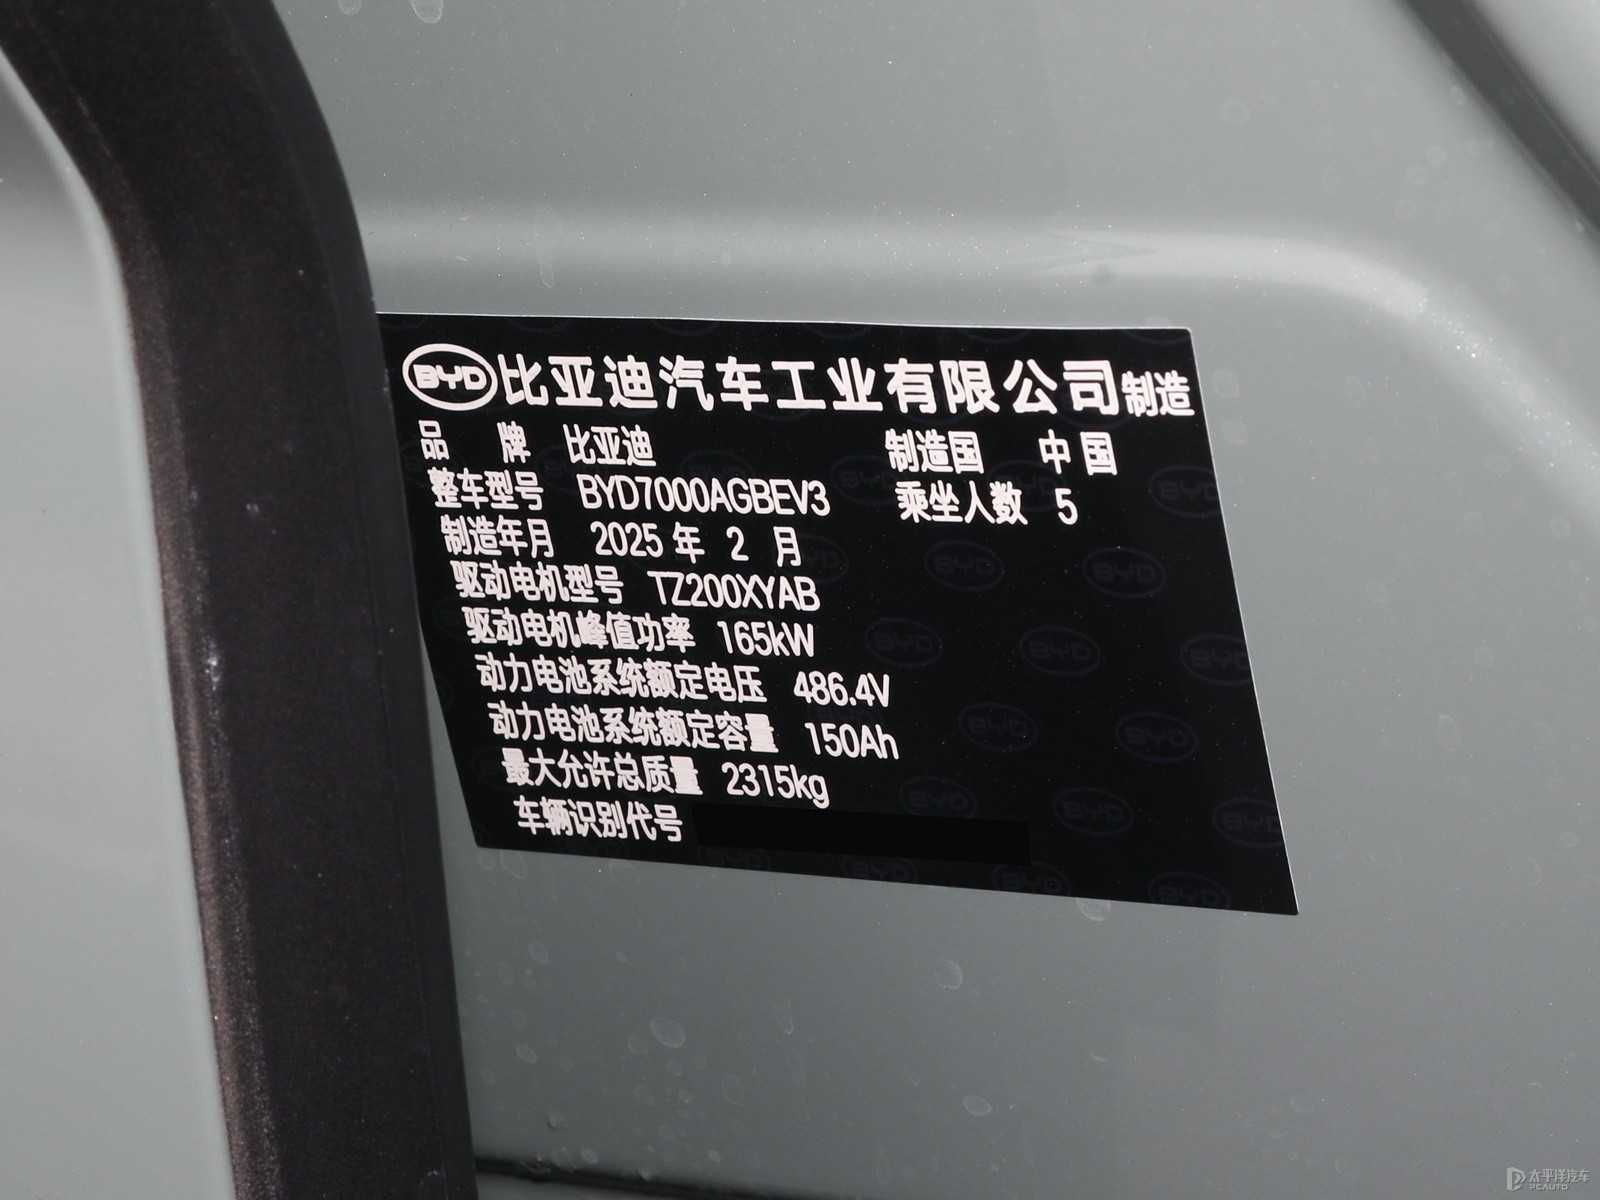 BYD 比亚迪汽车工业有限公司制造
品 牌 比亚迪 制造国 中国
整车型号 BYD7000AGBEV3 乘坐人数 5
制造年月 2025 年 2 月
驱动电机型号 TZ200XYAB
驱动电机峰值功率 165kW
动力电池系统额定电压 486.4V
动力电池系统额定容量 150Ah
最大允许总质量 2315kg
车辆识别代号
太平洋汽车
PCAUTO